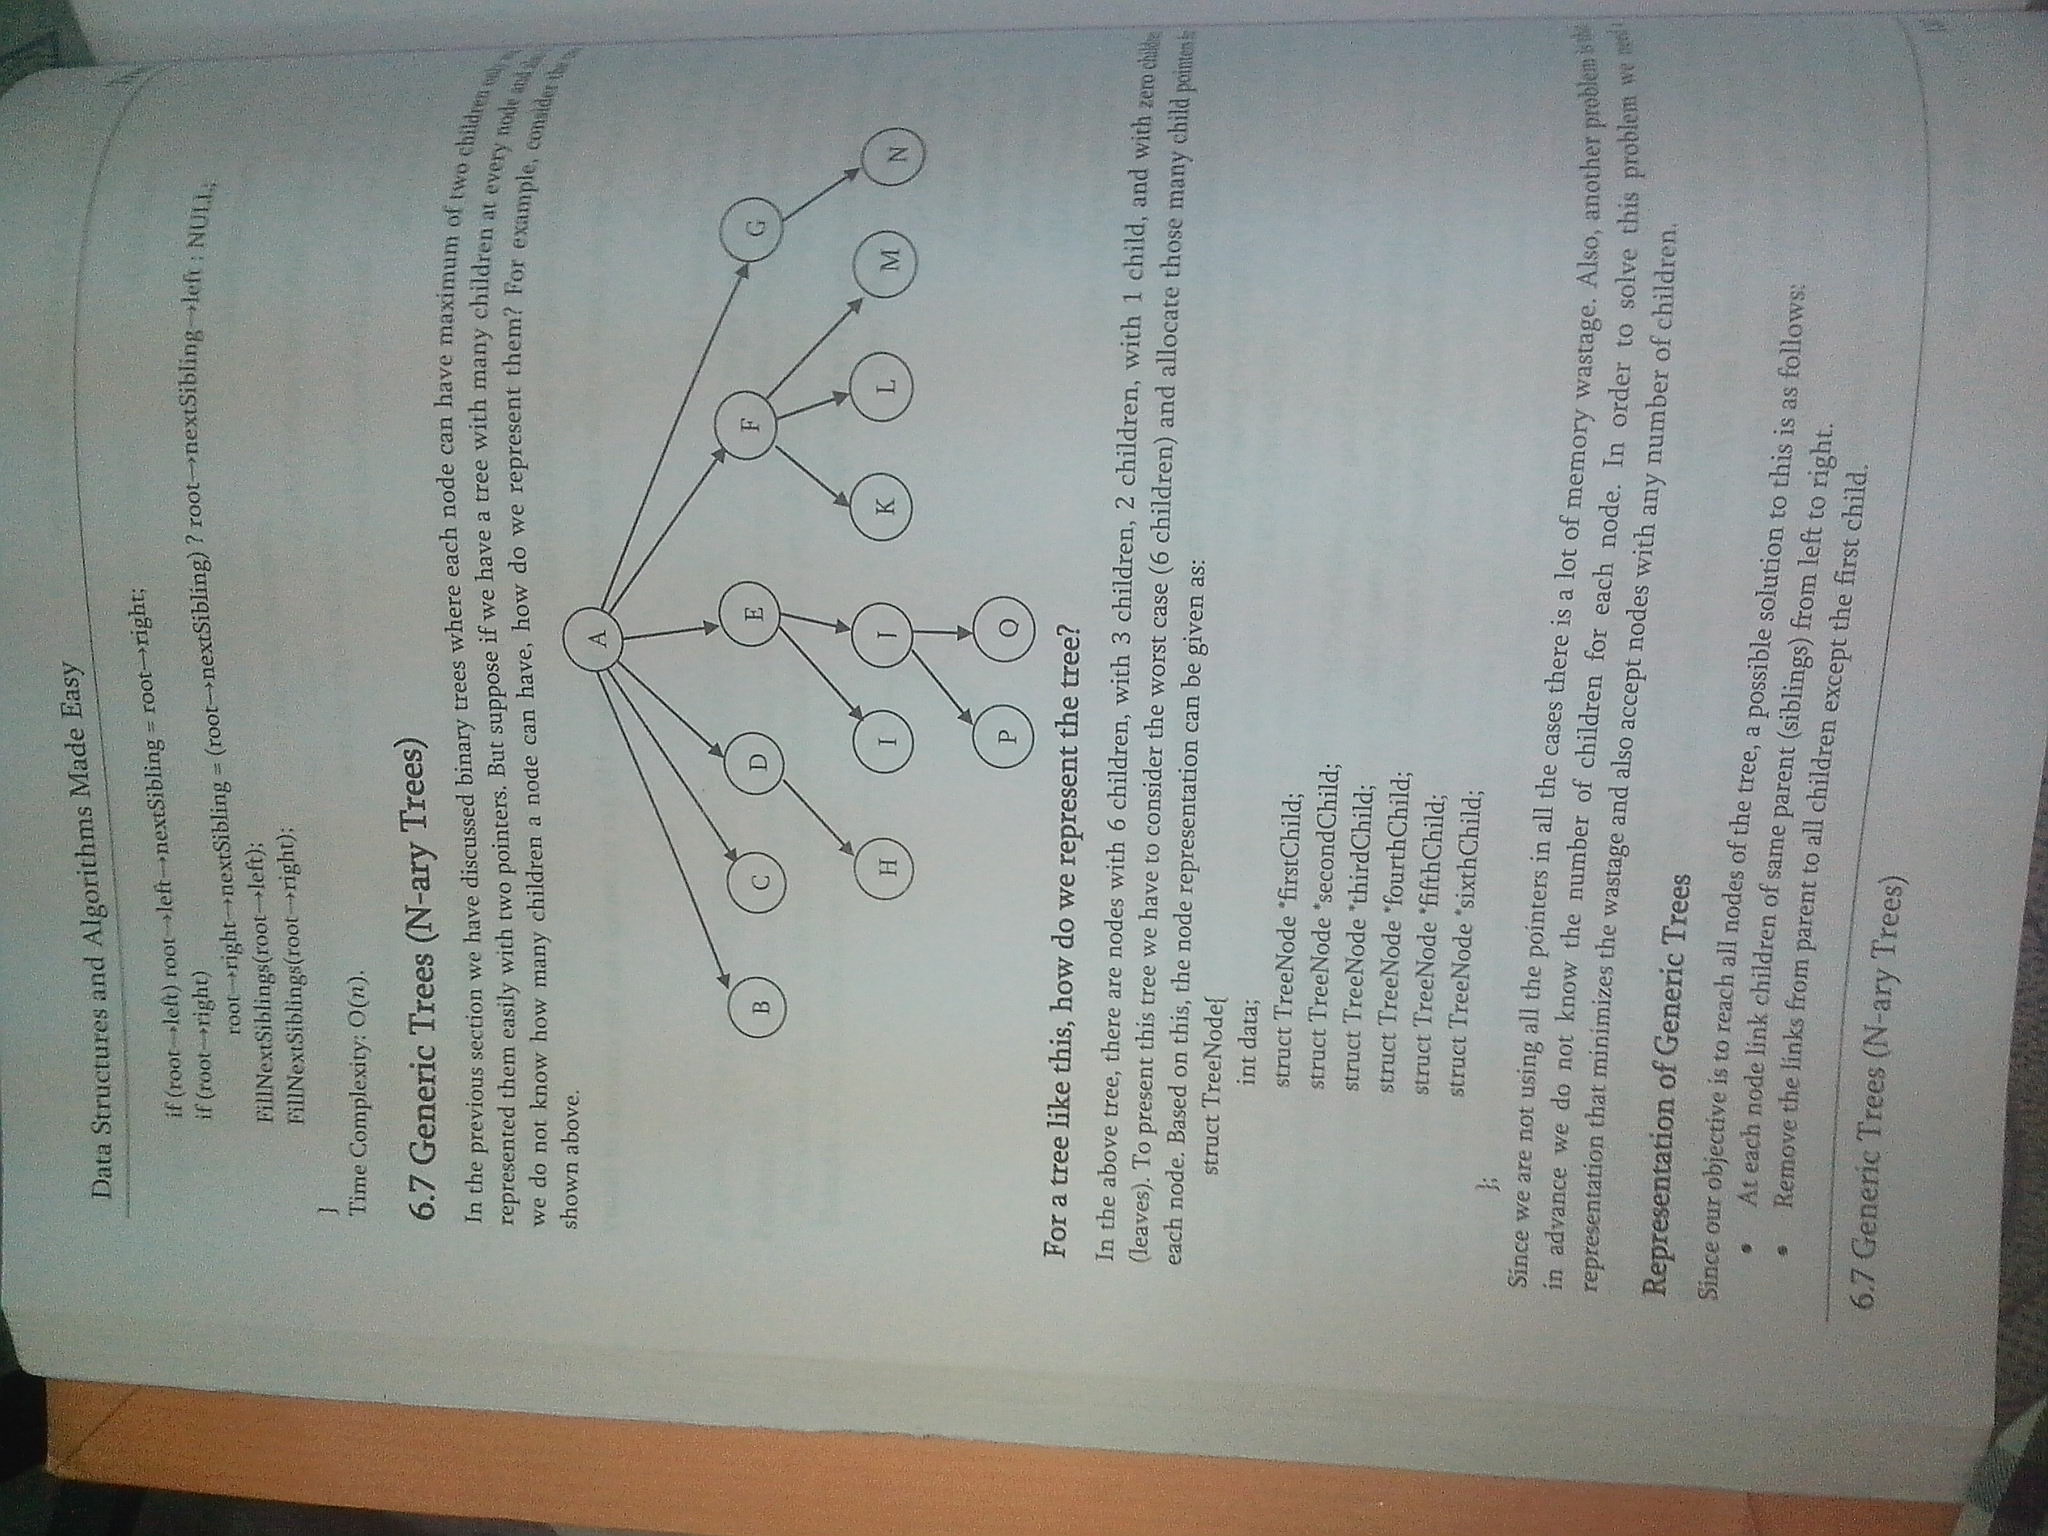 Data Structures and Algorithms Made Easy
if (root→left) root→left→nextSibling = root→right;
if (root→right)
root→right→nextSibling = (root→nextSibling) ? root→nextSibling→left : NULL;
FillNextSiblings(root→left);
FillNextSiblings(root→right);
}
Time Complexity: O(n).
6.7 Generic Trees (N-ary Trees)
In the previous section we have discussed binary trees where each node can have maximum of two children only
represented them easily with two pointers. But suppose if we have a tree with many children at every node and
we do not know how many children a node can have, how do we represent them? For example, consider the
shown above.
A
B C D E F G
H I J K L M N
P Q
For a tree like this, how do we represent the tree?
In the above tree, there are nodes with 6 children, with 3 children, 2 children, with 1 child, and with zero
(leaves). To present this tree we have to consider the worst case (6 children) and allocate those many child pointers
each node. Based on this, the node representation can be given as:
struct TreeNode{
int data;
struct TreeNode *firstChild;
struct TreeNode *secondChild;
struct TreeNode *thirdChild;
struct TreeNode *fourthChild;
struct TreeNode *fifthChild;
struct TreeNode *sixthChild;
};
Since we are not using all the pointers in all the cases there is a lot of memory wastage. Also, another problem is
in advance we do not know the number of children for each node. In order to solve this problem we need
representation that minimizes the wastage and also accept nodes with any number of children.
Representation of Generic Trees
Since our objective is to reach all nodes of the tree, a possible solution to this is as follows:
• At each node link children of same parent (siblings) from left to right.
• Remove the links from parent to all children except the first child.
6.7 Generic Trees (N-ary Trees)